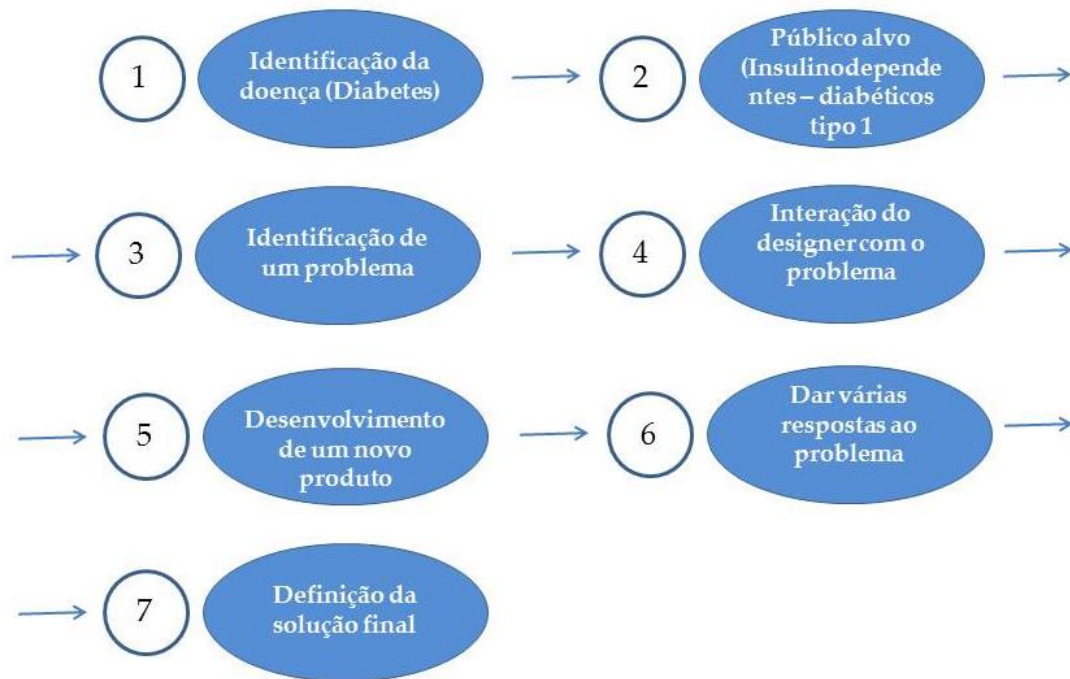 1
Identificação da
doença (Diabetes)
2
Público alvo
(Insulinodepende
ntes – diabéticos
tipo 1
3
Identificação de
um problema
4
Interação do
designer com o
problema
5
Desenvolvimento
de um novo
produto
6
Dar várias
respostas ao
problema
7
Definição da
solução final